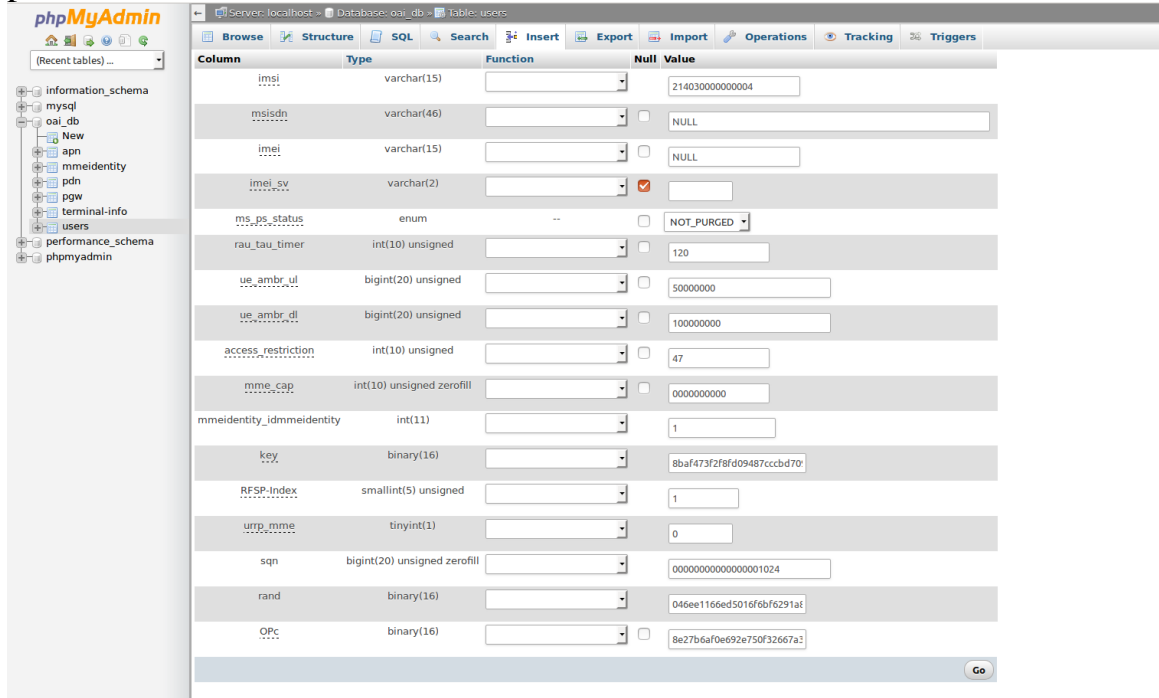 phpMyAdmin
(Recent tables) ...
information_schema
mysql
oai_db
New
apn
mmeidentity
pdn
pgw
terminal-info
users
performance_schema
phpmyadmin
← Server: localhost » Database: oai_db » Table: users
Browse Structure SQL Search Insert Export Import Operations Tracking Triggers
Column Type Function Null Value
imsi varchar(15) 214030000000004
msisdn varchar(46) NULL
imei varchar(15) NULL
imei_sv varchar(2)
ms_ps_status enum -- NOT_PURGED
rau_tau_timer int(10) unsigned 120
ue_ambr_ul bigint(20) unsigned 50000000
ue_ambr_dl bigint(20) unsigned 100000000
access_restriction int(10) unsigned 47
mme_cap int(10) unsigned zerofill 0000000000
mmeidentity_idmmeidentity int(11) 1
key binary(16) 8baf473f2f8fd09487cccbd709
RFSP-Index smallint(5) unsigned 1
urrp_mme tinyint(1) 0
sqn bigint(20) unsigned zerofill 00000000000000001024
rand binary(16) 046ee1166ed5016f6bf6291a8
OPc binary(16) 8e27b6af0e692e750f32667a3
Go